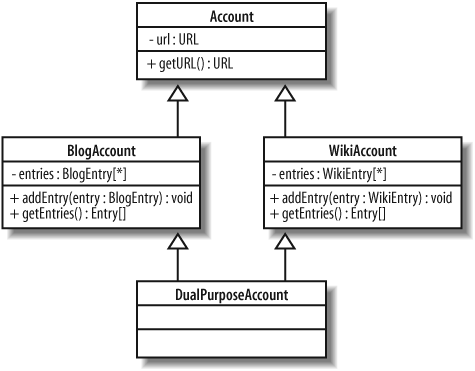 Account
- url : URL
+ getURL() : URL
BlogAccount
- entries : BlogEntry[*]
+ addEntry(entry : BlogEntry) : void
+ getEntries() : Entry[]
WikiAccount
- entries : WikiEntry[*]
+ addEntry(entry : WikiEntry) : void
+ getEntries() : Entry[]
DualPurposeAccount